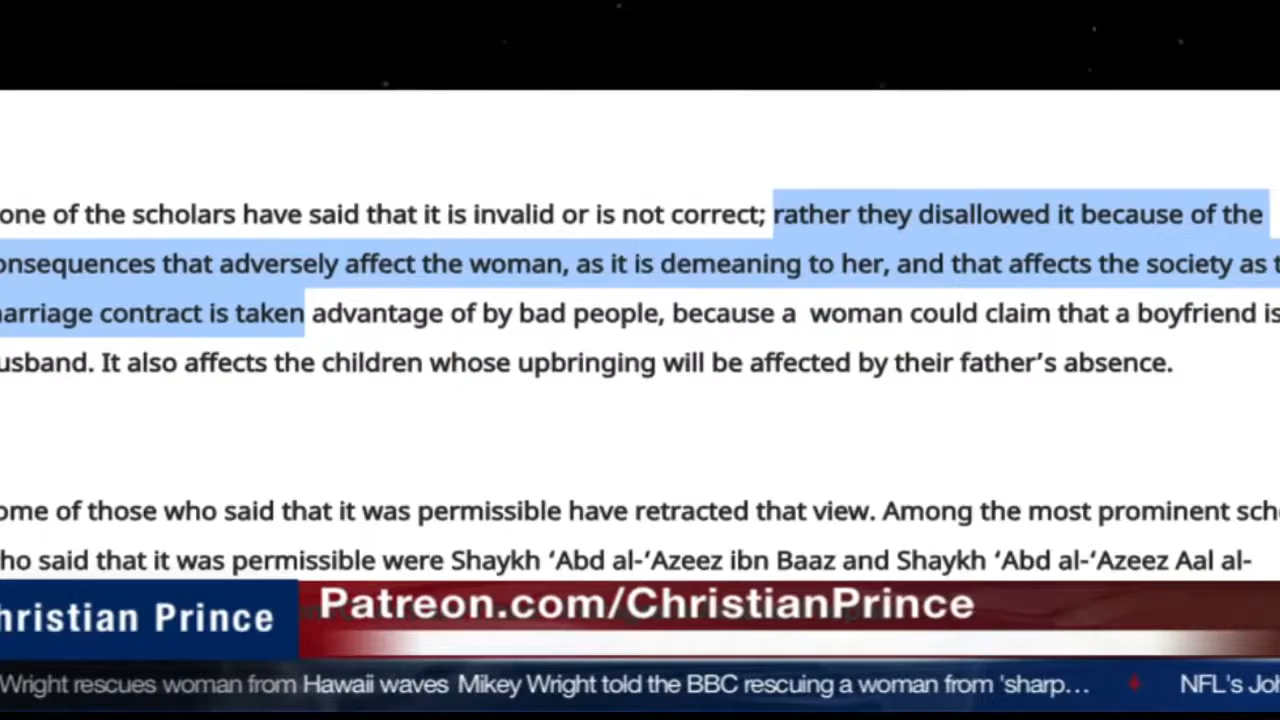 one of the scholars have said that it is invalid or is not correct; rather they disallowed it because of the
onsequences that adversely affect the woman, as it is demeaning to her, and that affects the society as t
arriage contract is taken advantage of by bad people, because a woman could claim that a boyfriend is
usband. It also affects the children whose upbringing will be affected by their father’s absence.
ome of those who said that it was permissible have retracted that view. Among the most prominent sch
ho said that it was permissible were Shaykh ‘Abd al-‘Azeez ibn Baaz and Shaykh ‘Abd al-‘Azeez Aal al-
hristian Prince
Patreon.com/ChristianPrince
Wright rescues woman from Hawaii waves Mikey Wright told the BBC rescuing a woman from 'sharp... NFL's Joh